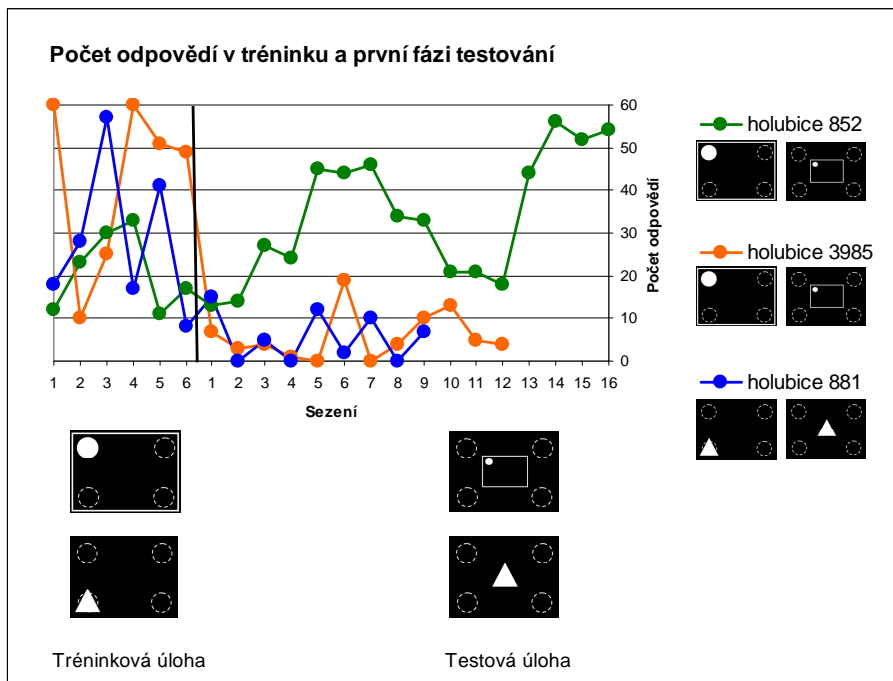 Počet odpovědí v tréninku a první fázi testování
60
50
40
30
20
10
0
Počet odpovědí
1 2 3 4 5 6 1 2 3 4 5 6 7 8 9 10 11 12 13 14 15 16
Sezení
holubice 852
holubice 3985
holubice 881
Tréninková úloha
Testová úloha